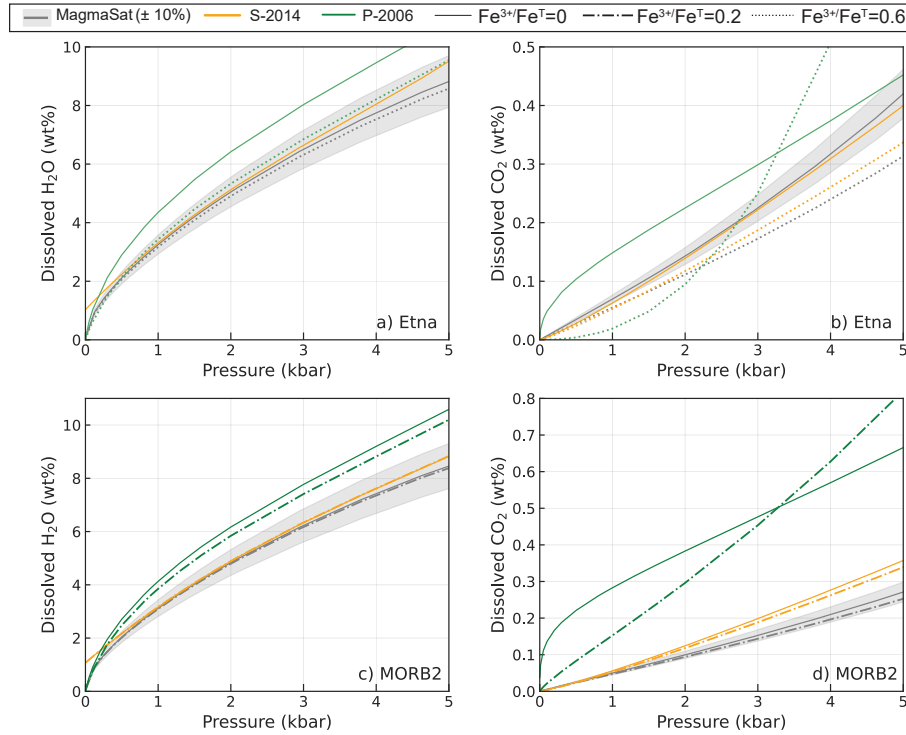 MagmaSat (± 10%) S-2014 P-2006 Fe³⁺/Feᵀ=0 Fe³⁺/Feᵀ=0.2 Fe³⁺/Feᵀ=0.6
10
8
6
4
2
0
Dissolved H₂O (wt%)
0 1 2 3 4 5
Pressure (kbar)
a) Etna
0.5
0.4
0.3
0.2
0.1
0.0
Dissolved CO₂ (wt%)
0 1 2 3 4 5
Pressure (kbar)
b) Etna
10
8
6
4
2
0
Dissolved H₂O (wt%)
0 1 2 3 4 5
Pressure (kbar)
c) MORB2
0.8
0.7
0.6
0.5
0.4
0.3
0.2
0.1
0.0
Dissolved CO₂ (wt%)
0 1 2 3 4 5
Pressure (kbar)
d) MORB2